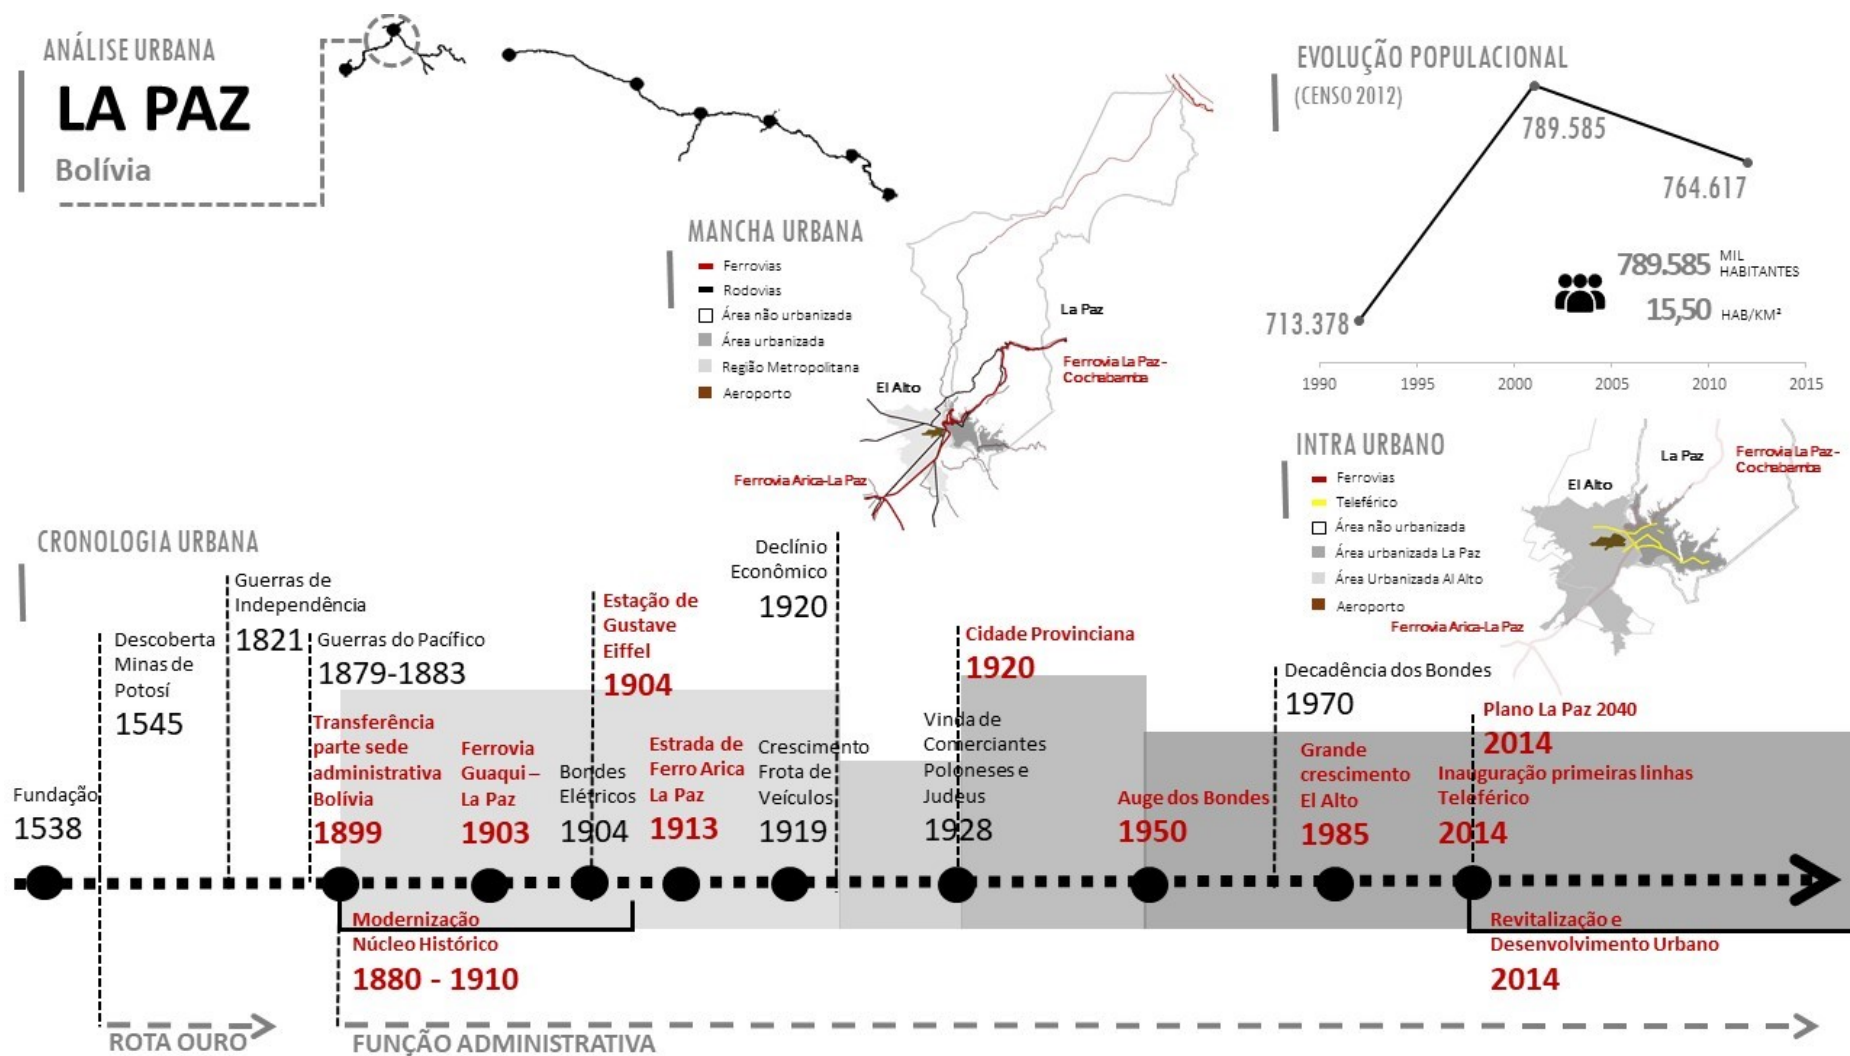 ANÁLISE URBANA
LA PAZ
Bolívia
MANCHA URBANA
Ferrovias
Rodovias
Área não urbanizada
Área urbanizada
Região Metropolitana
Aeroporto
La Paz
Ferrovia La Paz -
Cochabamba
El Alto
Ferrovia Arica-La Paz
EVOLUÇÃO POPULACIONAL
(CENSO 2012)
789.585
764.617
713.378
789.585 MIL
HABITANTES
15,50 HAB/KM²
1990 1995 2000 2005 2010 2015
INTRA URBANO
Ferrovias
Teleférico
Área não urbanizada
Área urbanizada La Paz
Área Urbanizada Al Alto
Aeroporto
La Paz
Ferrovia La Paz -
Cochabamba
El Alto
Ferrovia Arica-La Paz
CRONOLOGIA URBANA
Fundação
1538
Descoberta
Minas de
Potosí
1545
Guerras de
Independência
1821
Guerras do Pacífico
1879-1883
Transferência
parte sede
administrativa
Bolívia
1899
Ferrovia
Guaqui –
La Paz
1903
Bondes
Elétricos
1904
Estação de
Gustave
Eiffel
1904
Estrada de
Ferro Arica
La Paz
1913
Crescimento
Frota de
Veículos
1919
Declínio
Econômico
1920
Cidade Provinciana
1920
Vinda de
Comerciantes
Poloneses e
Judeus
1928
Auge dos Bondes
1950
Decadência dos Bondes
1970
Grande
crescimento
El Alto
1985
Plano La Paz 2040
2014
Inauguração primeiras linhas
Teleférico
2014
Modernização
Núcleo Histórico
1880 - 1910
Revitalização e
Desenvolvimento Urbano
2014
ROTA OURO
FUNÇÃO ADMINISTRATIVA